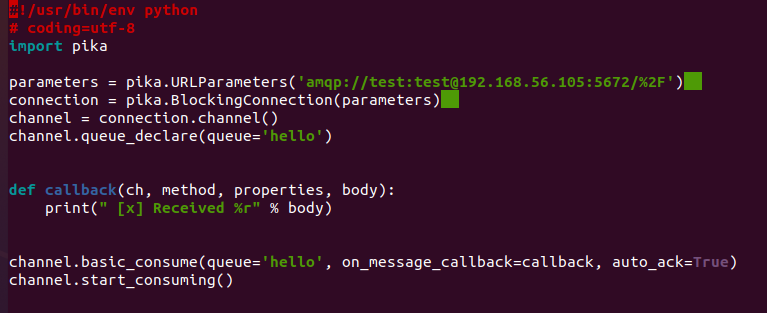 #!/usr/bin/env python
# coding=utf-8
import pika
parameters = pika.URLParameters('amqp://test:test@192.168.56.105:5672/%2F')
connection = pika.BlockingConnection(parameters)
channel = connection.channel()
channel.queue_declare(queue='hello')
def callback(ch, method, properties, body):
    print(" [x] Received %r" % body)
channel.basic_consume(queue='hello', on_message_callback=callback, auto_ack=True)
channel.start_consuming()